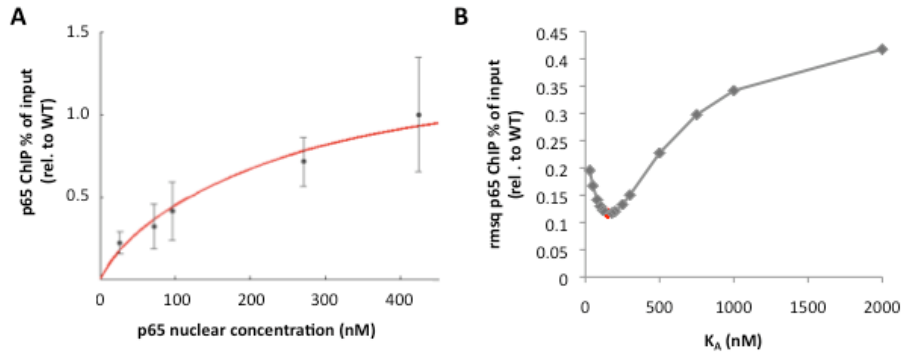 A
p65 ChIP % of input
(rel. to WT)
1.5
1.0
0.5
0
100
200
300
400
p65 nuclear concentration (nM)
B
rmsq p65 ChIP % of input
(rel . to WT)
0.45
0.4
0.35
0.3
0.25
0.2
0.15
0.1
0.05
0
0
500
1000
1500
2000
K_A (nM)